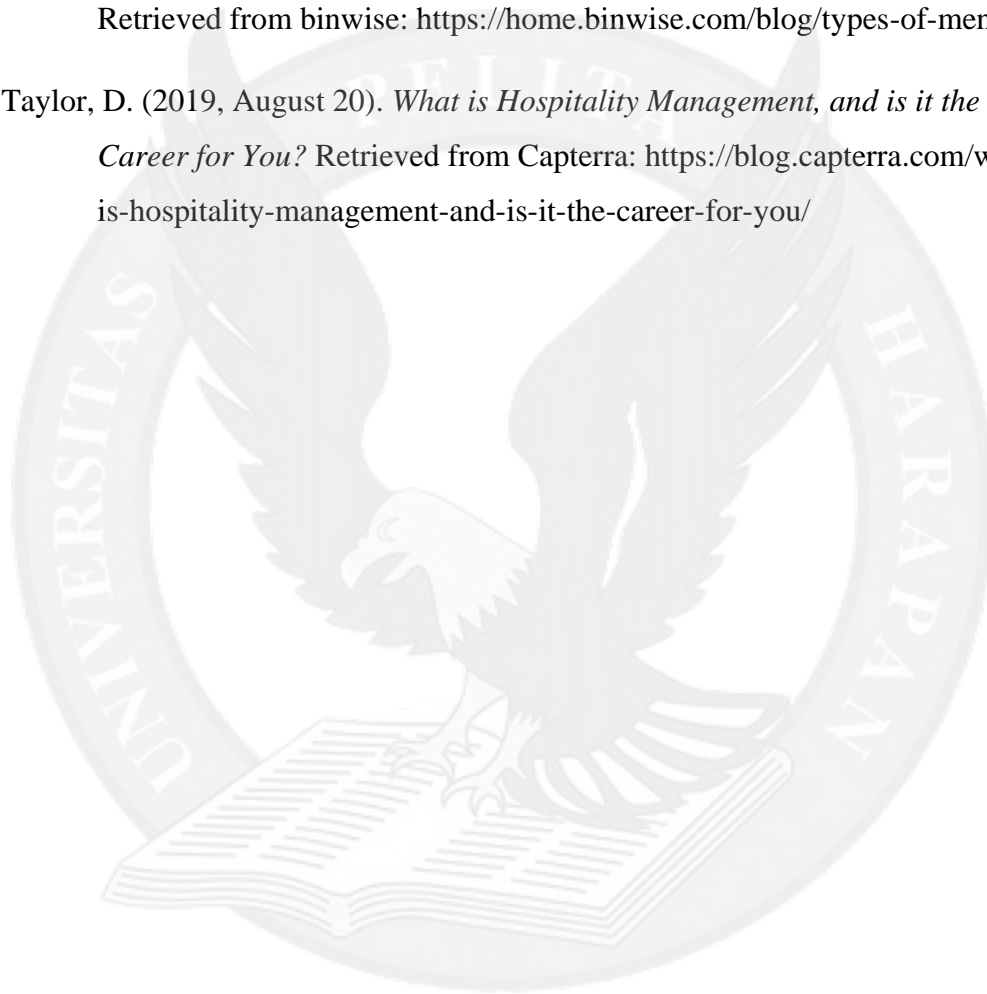 Retrieved from binwise: https://home.binwise.com/blog/types-of-men
Taylor, D. (2019, August 20). What is Hospitality Management, and is it the
Career for You? Retrieved from Capterra: https://blog.capterra.com/w
is-hospitality-management-and-is-it-the-career-for-you/
UNIVERSITAS PELITA HARAPAN